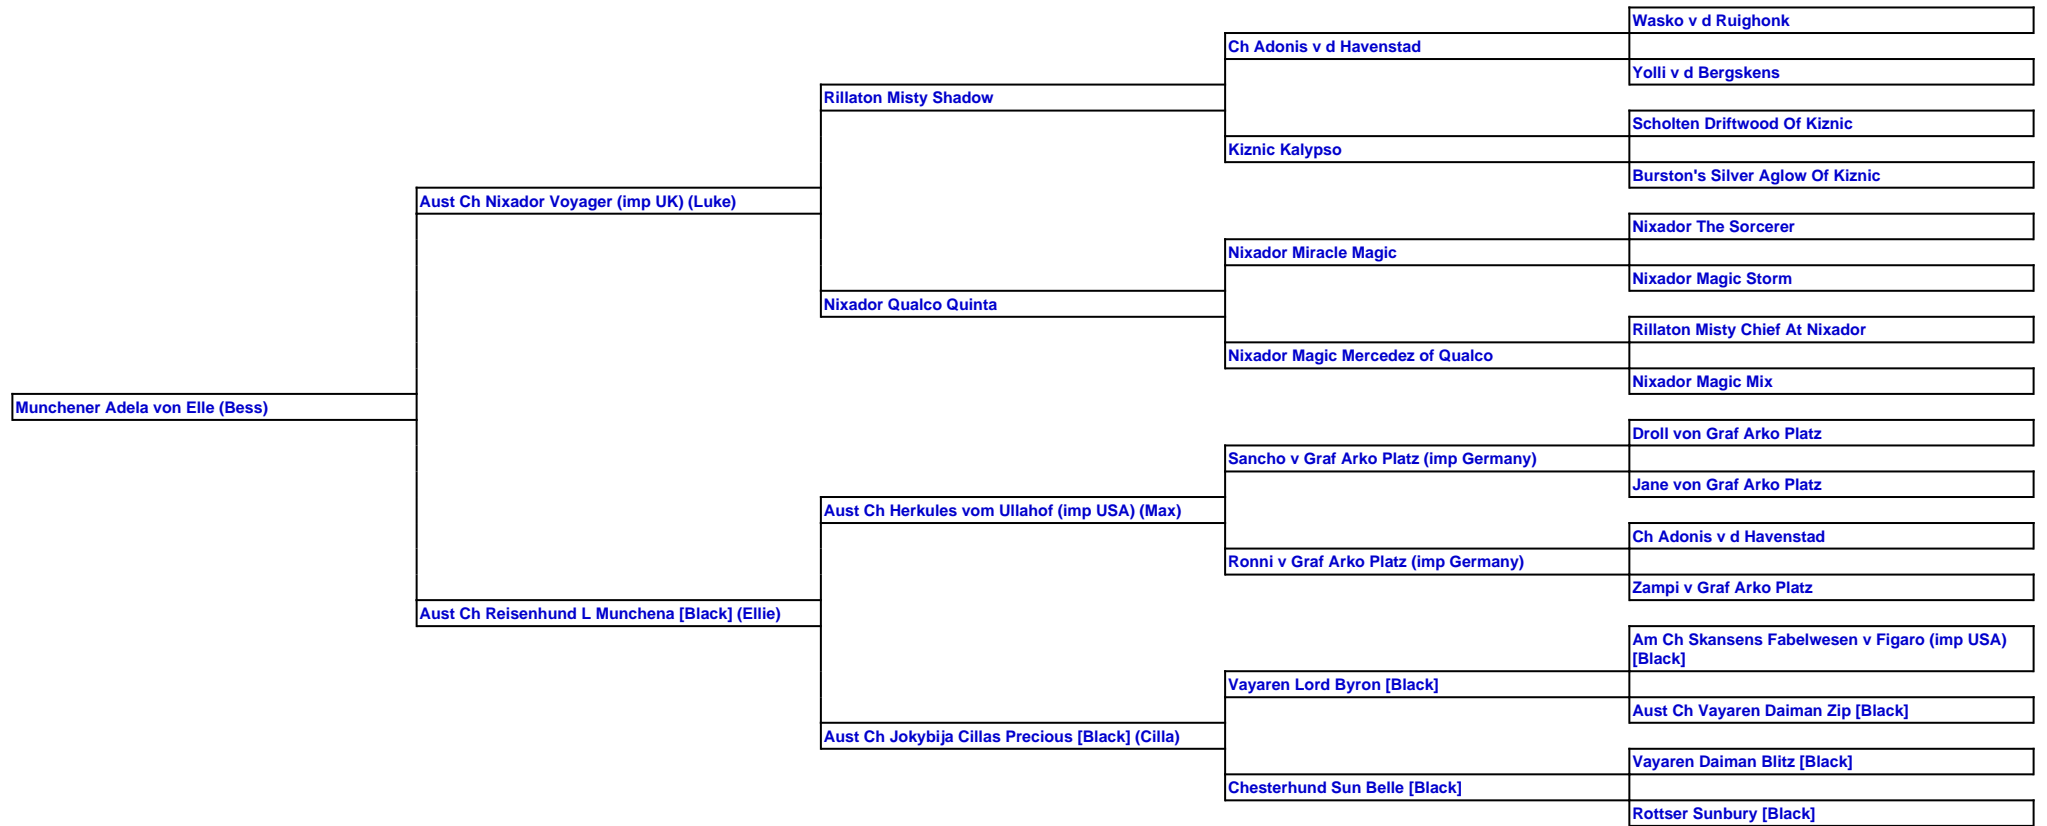 Wasko v d Ruighonk
Ch Adonis v d Havenstad
Yolli v d Bergskens
Rillaton Misty Shadow
Scholten Driftwood Of Kiznic
Kiznic Kalypso
Burston's Silver Aglow Of Kiznic
Aust Ch Nixador Voyager (imp UK) (Luke)
Nixador The Sorcerer
Nixador Miracle Magic
Nixador Magic Storm
Nixador Qualco Quinta
Rillaton Misty Chief At Nixador
Nixador Magic Mercedez of Qualco
Nixador Magic Mix
Munchener Adela von Elle (Bess)
Droll von Graf Arko Platz
Sancho v Graf Arko Platz (imp Germany)
Jane von Graf Arko Platz
Aust Ch Herkules vom Ullahof (imp USA) (Max)
Ch Adonis v d Havenstad
Ronni v Graf Arko Platz (imp Germany)
Zampi v Graf Arko Platz
Aust Ch Reisenhund L Munchena [Black] (Ellie)
Am Ch Skansens Fabelwesen v Figaro (imp USA)
[Black]
Vayaren Lord Byron [Black]
Aust Ch Vayaren Daiman Zip [Black]
Aust Ch Jokybija Cillas Precious [Black] (Cilla)
Vayaren Daiman Blitz [Black]
Chesterhund Sun Belle [Black]
Rottser Sunbury [Black]